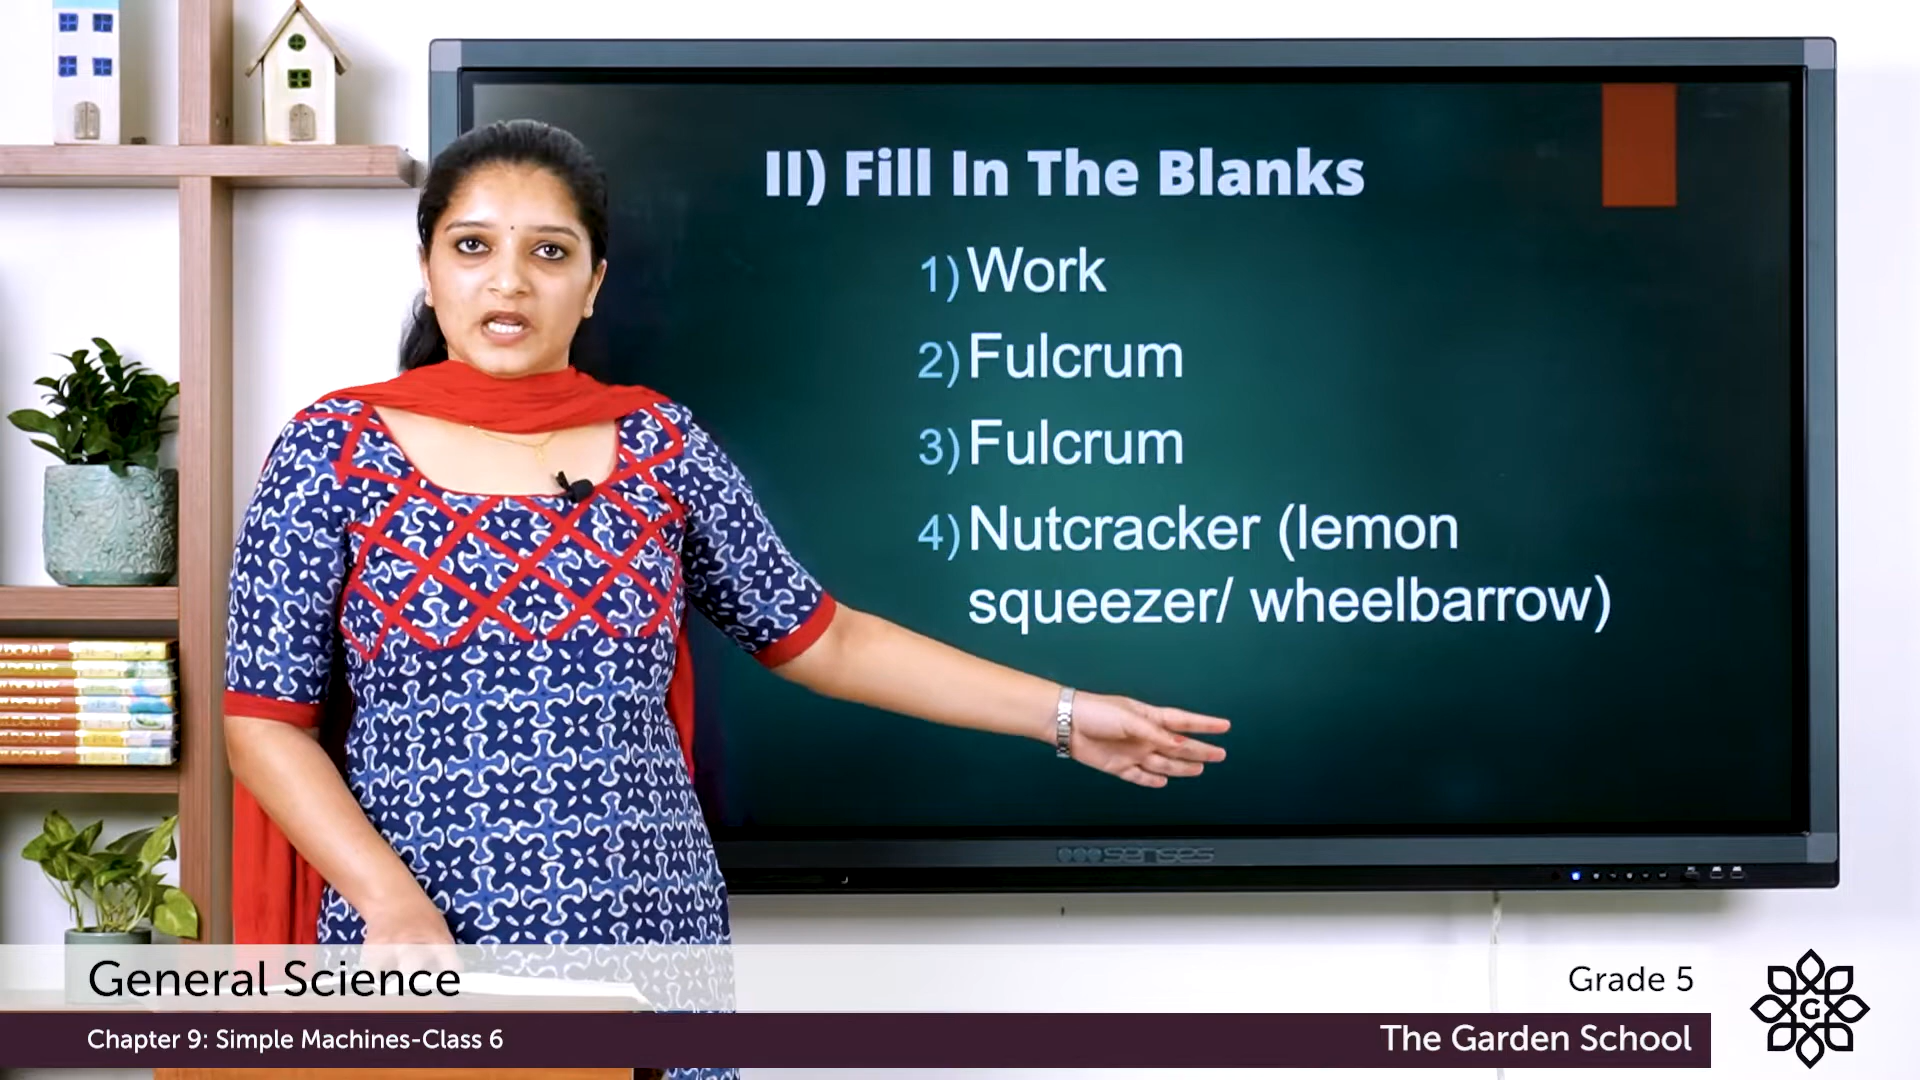 II) Fill In The Blanks
1) Work
2) Fulcrum
3) Fulcrum
4) Nutcracker (lemon
squeezer/ wheelbarrow)
senses
General Science
Grade 5
Chapter 9: Simple Machines-Class 6
The Garden School
G